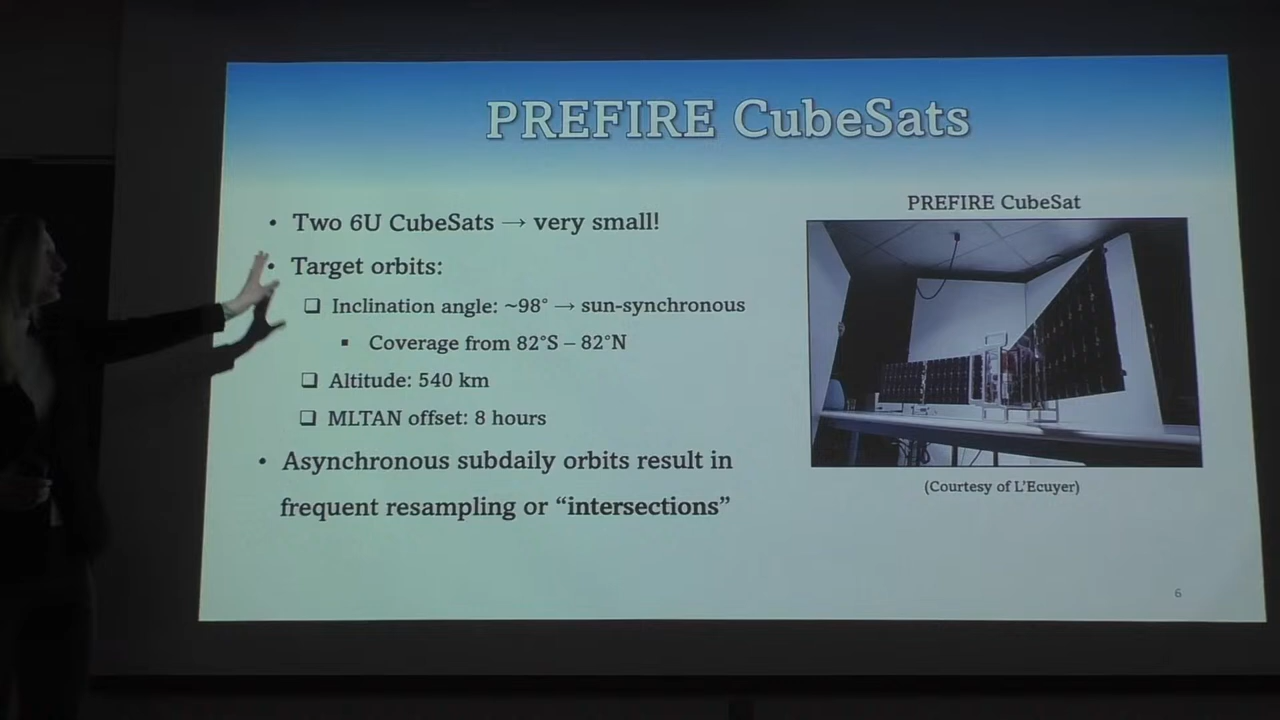 PREFIRE CubeSats
• Two 6U CubeSats → very small!
• Target orbits:
❑ Inclination angle: ~98° → sun-synchronous
▪ Coverage from 82°S – 82°N
❑ Altitude: 540 km
❑ MLTAN offset: 8 hours
• Asynchronous subdaily orbits result in
frequent resampling or “intersections”
PREFIRE CubeSat
(Courtesy of L’Ecuyer)
6